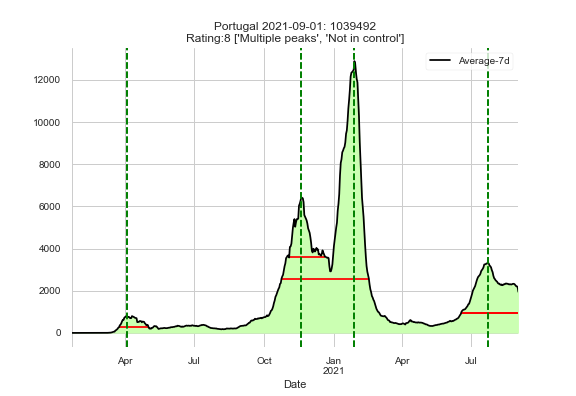 Portugal 2021-09-01: 1039492
Rating:8 ['Multiple peaks', 'Not in control']
Average-7d
12000
10000
8000
6000
4000
2000
0
Apr Jul Oct Jan Apr Jul
2021
Date